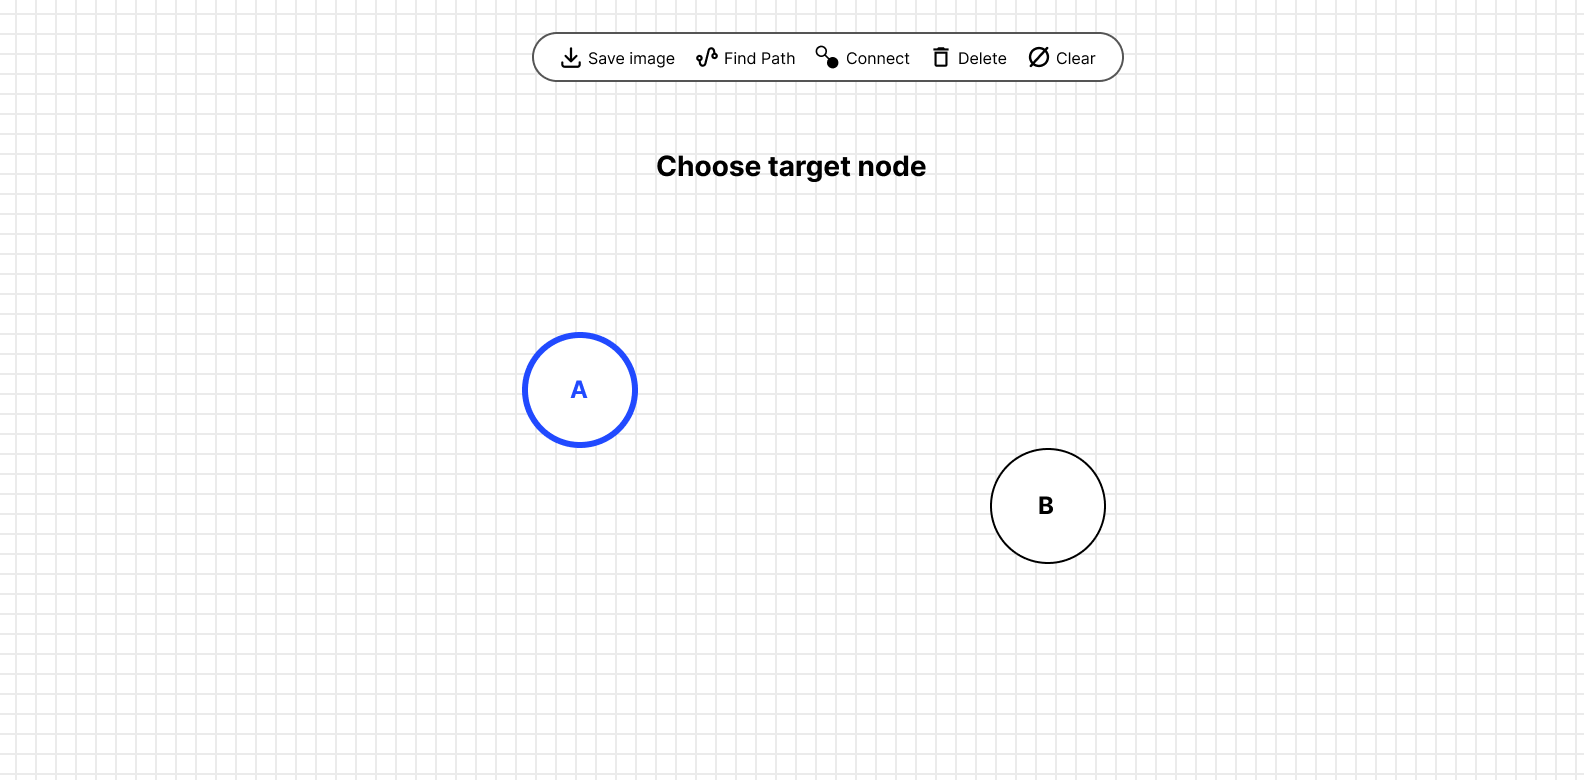 Save image Find Path Connect Delete Clear
Choose target node
A
B